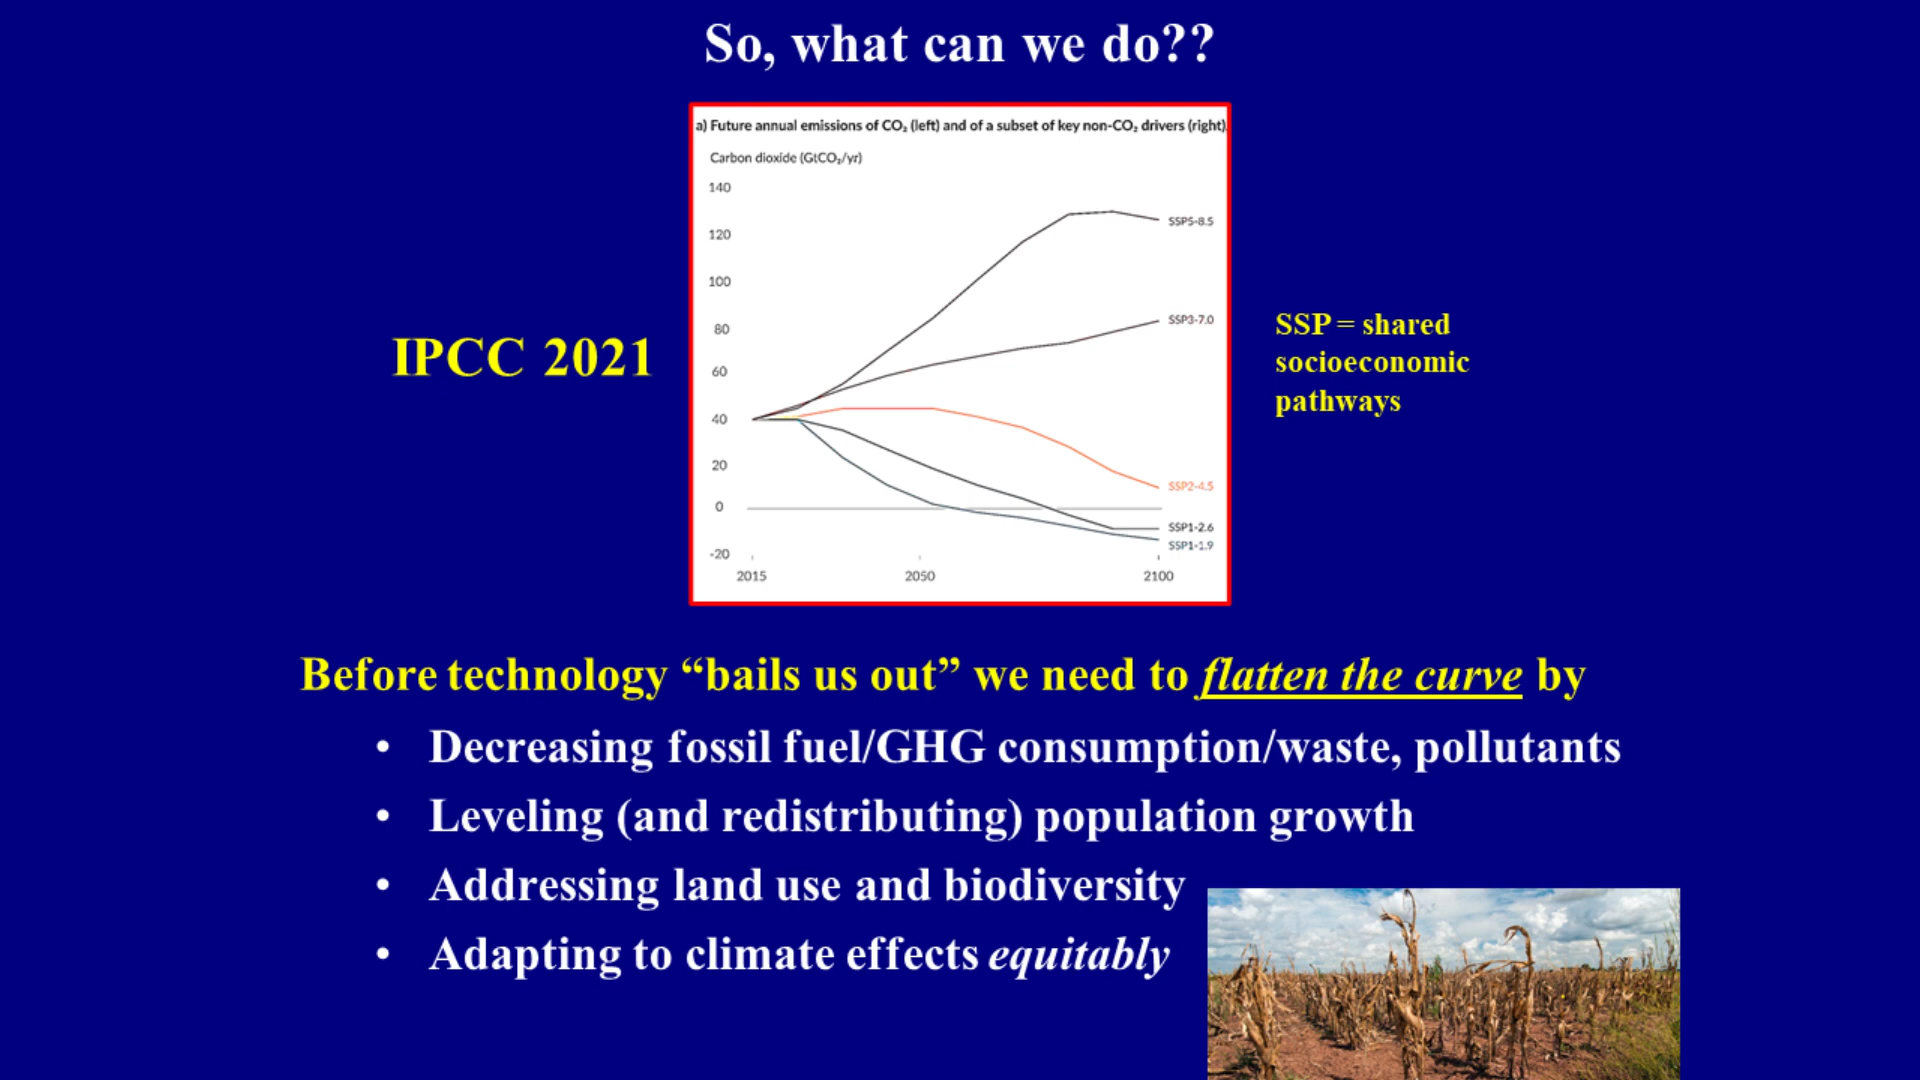 So, what can we do??
a) Future annual emissions of CO₂ (left) and of a subset of key non-CO₂ drivers (right)
Carbon dioxide (GtCO₂/yr)
140
120
100
80
60
40
20
0
-20
2015
2050
2100
SSP5-8.5
SSP3-7.0
SSP2-4.5
SSP1-2.6
SSP1-1.9
IPCC 2021
SSP = shared
socioeconomic
pathways
Before technology “bails us out” we need to flatten the curve by
• Decreasing fossil fuel/GHG consumption/waste, pollutants
• Leveling (and redistributing) population growth
• Addressing land use and biodiversity
• Adapting to climate effects equitably